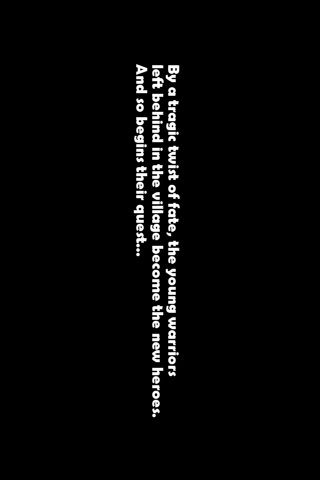 By a tragic twist of fate, the young warriors
left behind in the village become the new heroes.
And so begins their quest...